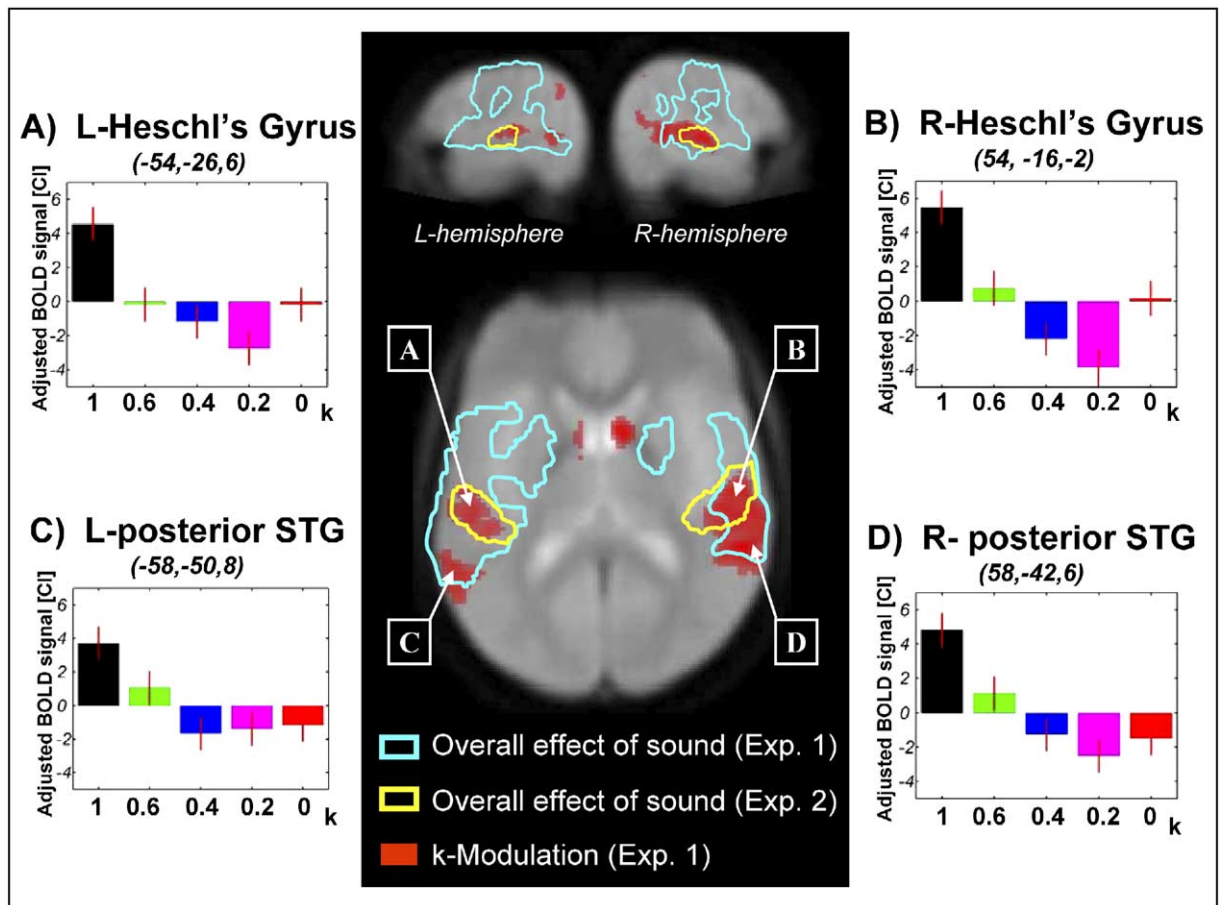 A) L-Heschl's Gyrus
(-54,-26,6)
Adjusted BOLD signal [CI]
6
4
2
0
-2
-4
1 0.6 0.4 0.2 0 k
L-hemisphere R-hemisphere
B) R-Heschl's Gyrus
(54, -16,-2)
Adjusted BOLD signal [CI]
6
4
2
0
-2
-4
1 0.6 0.4 0.2 0 k
A
B
C
D
C) L-posterior STG
(-58,-50,8)
Adjusted BOLD signal [CI]
6
4
2
0
-2
-4
1 0.6 0.4 0.2 0 k
D) R- posterior STG
(58,-42,6)
Adjusted BOLD signal [CI]
6
4
2
0
-2
-4
1 0.6 0.4 0.2 0 k
Overall effect of sound (Exp. 1)
Overall effect of sound (Exp. 2)
k-Modulation (Exp. 1)